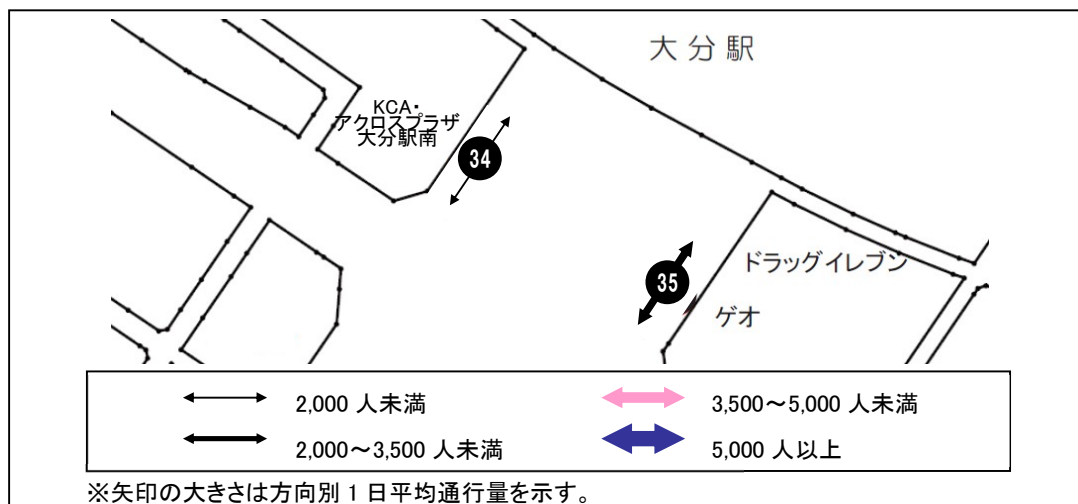 大分駅
KCA・
アクロスプラザ
大分駅南
34
35
ドラッグイレブン
ゲオ
2,000 人未満
3,500～5,000 人未満
2,000～3,500 人未満
5,000 人以上
※矢印の大きさは方向別 1 日平均通行量を示す。